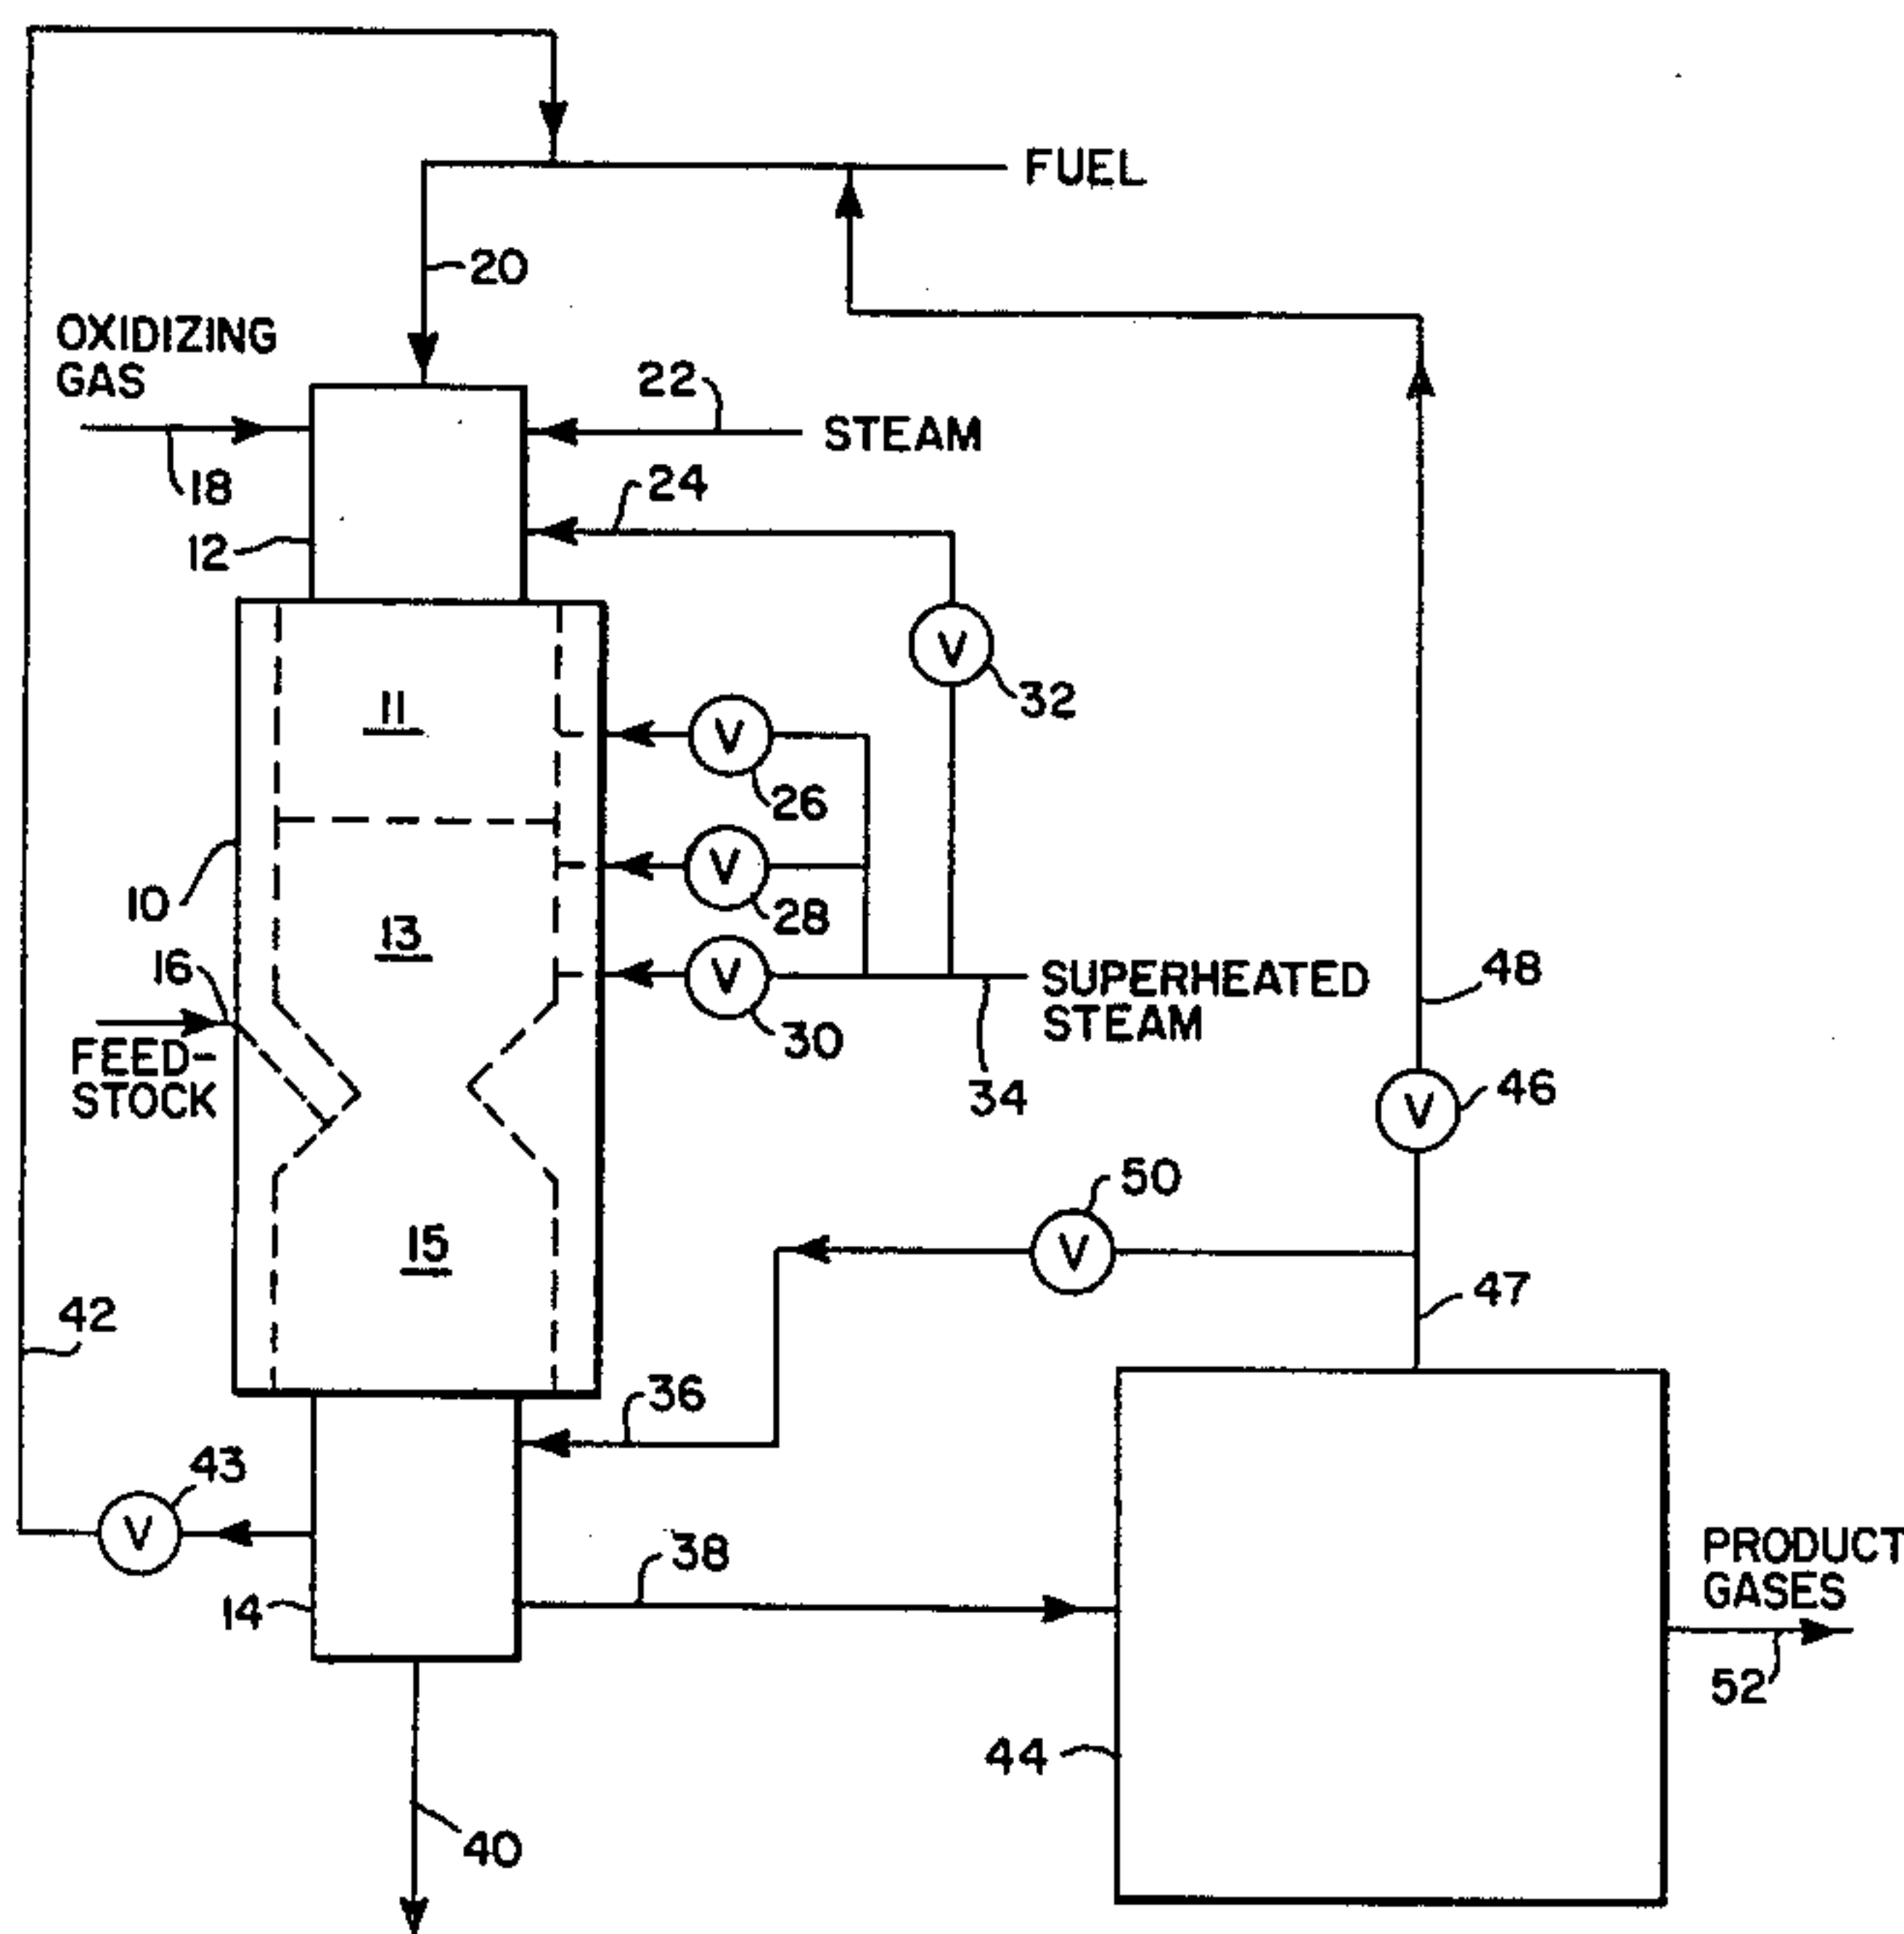 FUEL
20
OXIDIZING
GAS
22
STEAM
18
24
12
32
11
V
V
26
V
10
28
13
16
V
SUPERHEATED
STEAM
48
30
FEED-
STOCK
34
46
V
50
V
15
47
42
36
43
V
38
PRODUCT
GASES
14
52
44
40